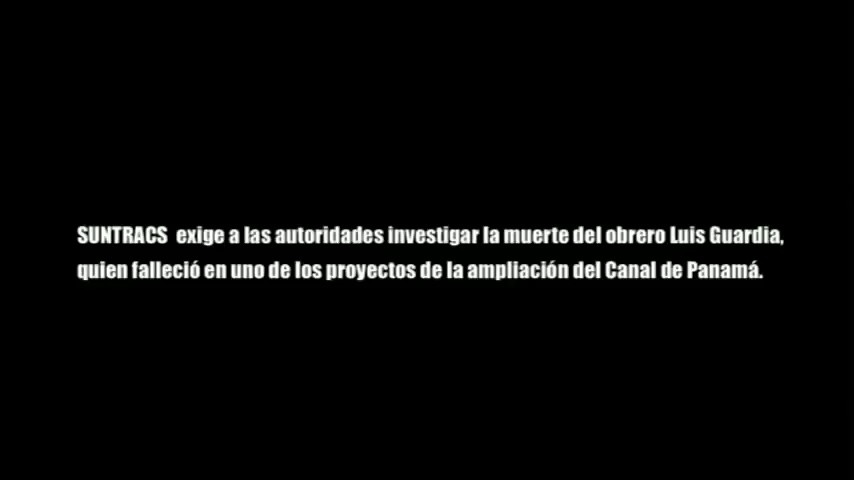 SUNTRACS exige a las autoridades investigar la muerte del obrero Luis Guardia,
quien falleció en uno de los proyectos de la ampliación del Canal de Panamá.